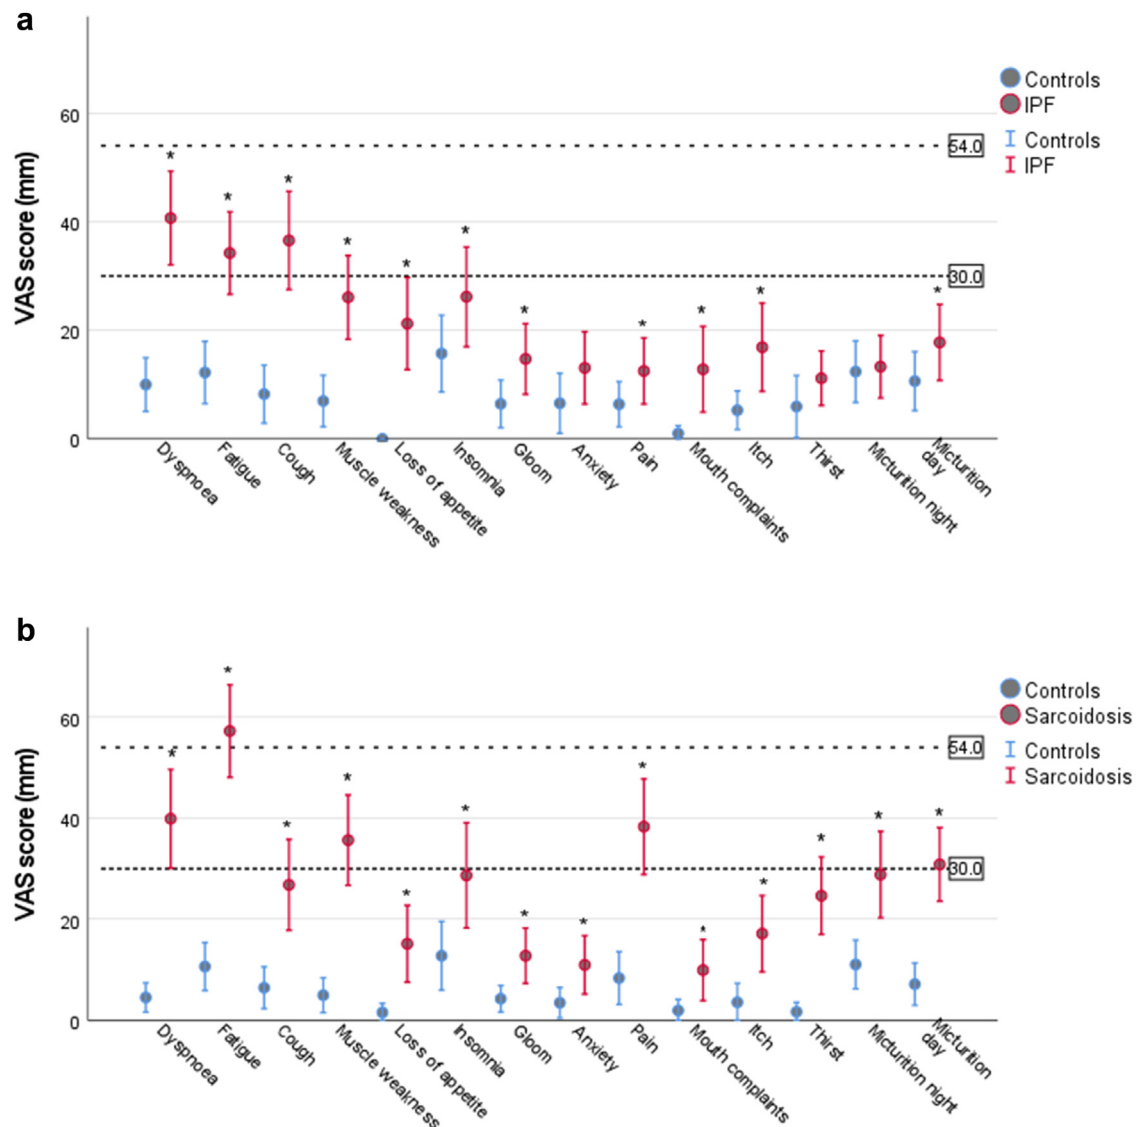 a
Controls
IPF
Controls
IPF
VAS score (mm)
60
40
20
0
54.0
30.0
* * * * * * * * * * *
Dyspnoea
Fatigue
Cough
Muscle weakness
Loss of appetite
Insomnia
Gloom
Anxiety
Pain
Mouth complaints
Itch
Thirst
Micturition night
Micturition
day
b
Controls
Sarcoidosis
Controls
Sarcoidosis
VAS score (mm)
60
40
20
0
54.0
30.0
* * * * * * * * * * * * * *
Dyspnoea
Fatigue
Cough
Muscle weakness
Loss of appetite
Insomnia
Gloom
Anxiety
Pain
Mouth complaints
Itch
Thirst
Micturition night
Micturition
day